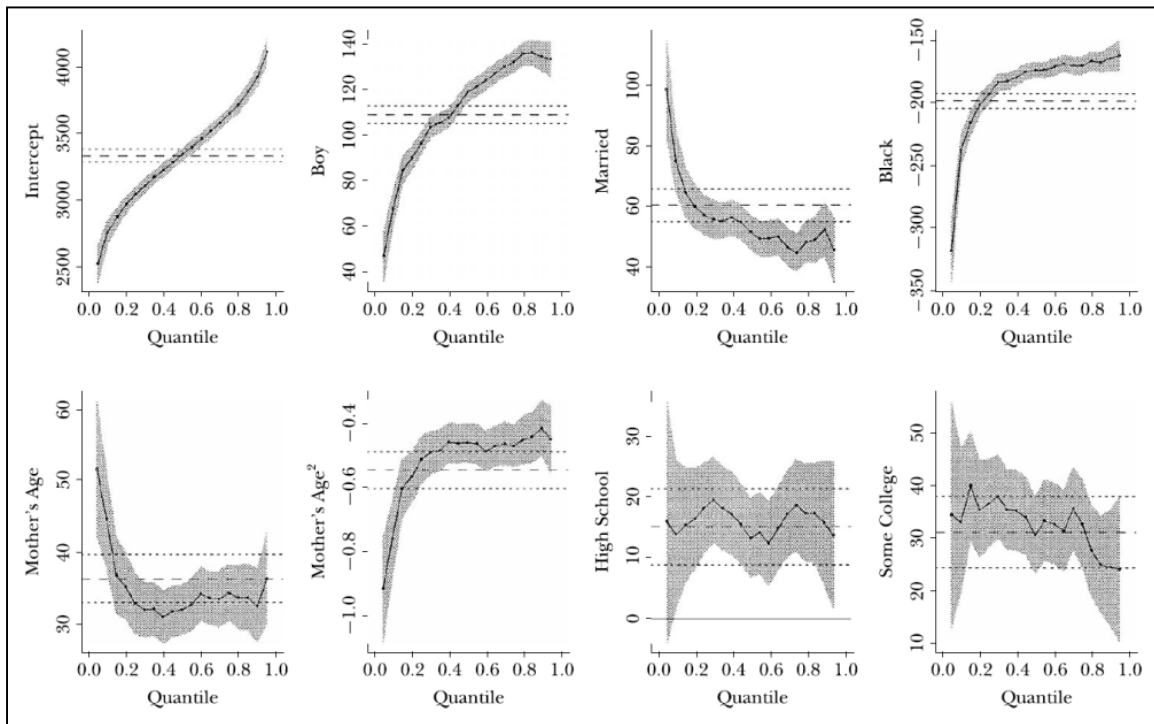 Intercept
2500 3000 3500 4000
0.0 0.2 0.4 0.6 0.8 1.0
Quantile
Boy
40 60 80 100 120 140
0.0 0.2 0.4 0.6 0.8 1.0
Quantile
Married
40 60 80 100
0.0 0.2 0.4 0.6 0.8 1.0
Quantile
Black
−350 −300 −250 −200 −150
0.0 0.2 0.4 0.6 0.8 1.0
Quantile
Mother's Age
30 40 50 60
0.0 0.2 0.4 0.6 0.8 1.0
Quantile
Mother's Age²
−1.0 −0.8 −0.6 −0.4
0.0 0.2 0.4 0.6 0.8 1.0
Quantile
High School
0 10 20 30
0.0 0.2 0.4 0.6 0.8 1.0
Quantile
Some College
10 20 30 40 50
0.0 0.2 0.4 0.6 0.8 1.0
Quantile